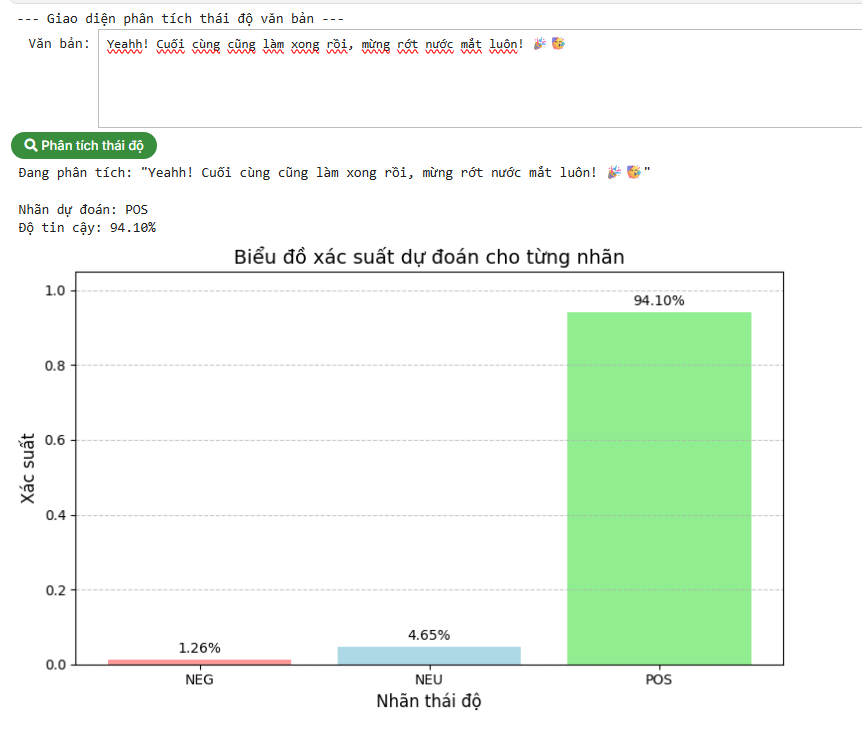 --- Giao diện phân tích thái độ văn bản ---
Văn bản: Yeahh! Cuối cùng cũng làm xong rồi, mừng rớt nước mắt luôn! 🎉🥳
Phân tích thái độ
Đang phân tích: "Yeahh! Cuối cùng cũng làm xong rồi, mừng rớt nước mắt luôn! 🎉🥳"
Nhãn dự đoán: POS
Độ tin cậy: 94.10%
Biểu đồ xác suất dự đoán cho từng nhãn
Xác suất
1.0
0.8
0.6
0.4
0.2
0.0
1.26%
4.65%
94.10%
NEG
NEU
POS
Nhãn thái độ